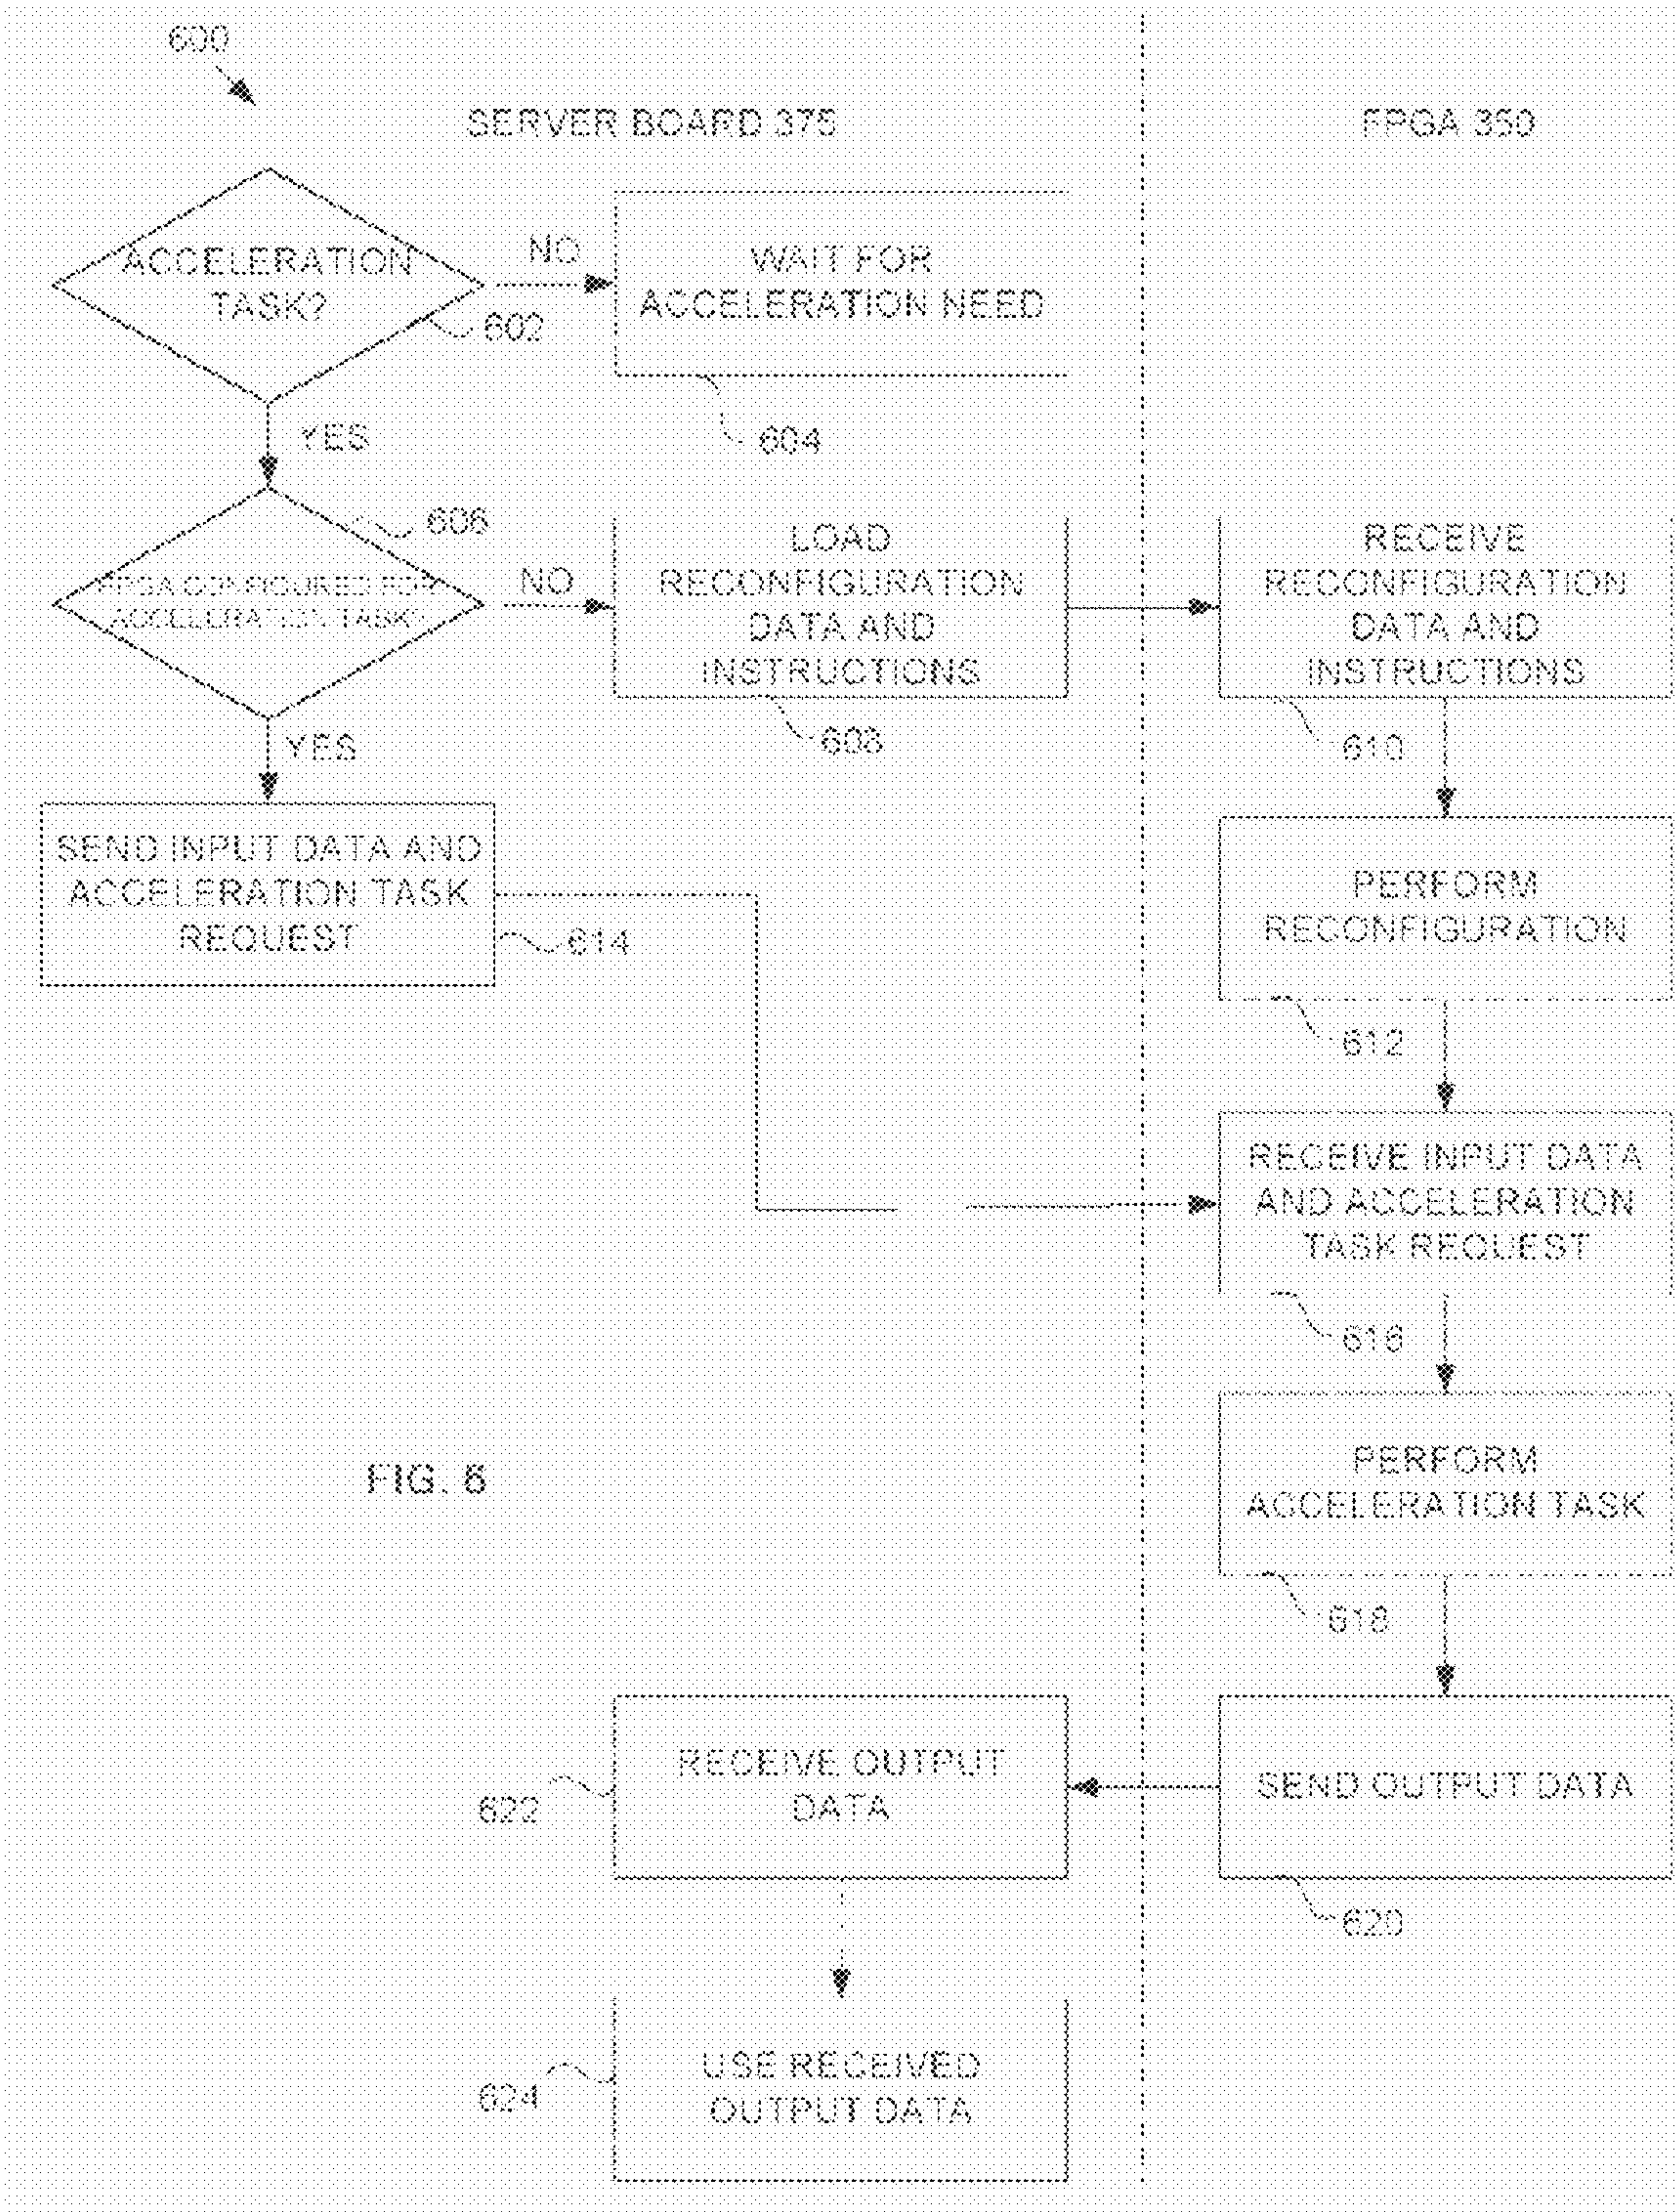 600
SERVER BOARD 375
FPGA 350
ACCELERATION
TASK?
602
NO
WAIT FOR
ACCELERATION NEED
604
YES
606
FPGA CONFIGURED FOR
ACCELERATION TASK?
NO
LOAD
RECONFIGURATION
DATA AND
INSTRUCTIONS
608
RECEIVE
RECONFIGURATION
DATA AND
INSTRUCTIONS
610
YES
SEND INPUT DATA AND
ACCELERATION TASK
REQUEST
614
PERFORM
RECONFIGURATION
612
RECEIVE INPUT DATA
AND ACCELERATION
TASK REQUEST
616
FIG. 6
PERFORM
ACCELERATION TASK
618
RECEIVE OUTPUT
DATA
622
SEND OUTPUT DATA
620
USE RECEIVED
OUTPUT DATA
624